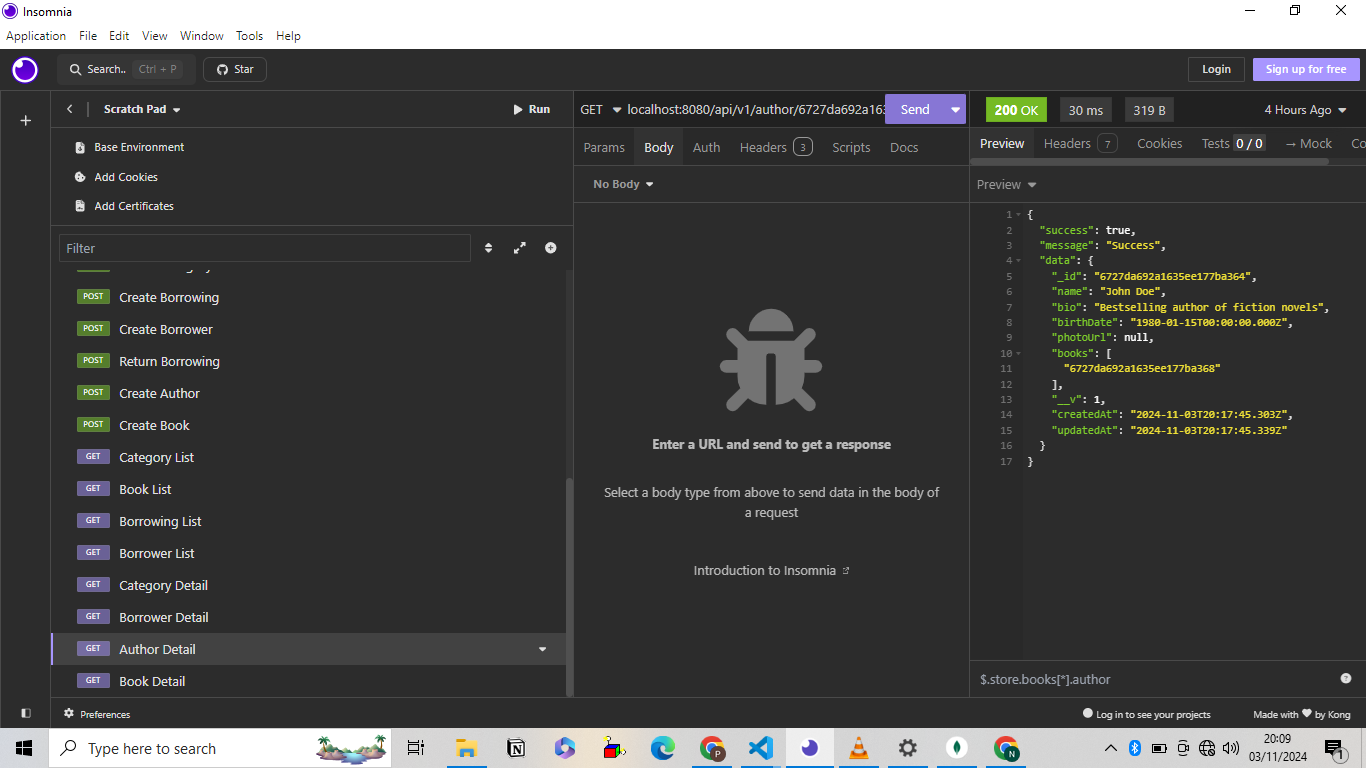 Insomnia
Application File Edit View Window Tools Help
Search.. Ctrl + P
Star
Login
Sign up for free
Scratch Pad
Run
GET localhost:8080/api/v1/author/6727da692a163
Send
200 OK
30 ms
319 B
4 Hours Ago
Base Environment
Add Cookies
Add Certificates
Params Body Auth Headers 3 Scripts Docs
Preview Headers 7 Cookies Tests 0 / 0 → Mock Co
No Body
Preview
Filter
POST Create Borrowing
POST Create Borrower
POST Return Borrowing
POST Create Author
POST Create Book
GET Category List
GET Book List
GET Borrowing List
GET Borrower List
GET Category Detail
GET Borrower Detail
GET Author Detail
GET Book Detail
Enter a URL and send to get a response
Select a body type from above to send data in the body of
a request
Introduction to Insomnia
1 {
2 "success": true,
3 "message": "Success",
4 "data": {
5 "_id": "6727da692a1635ee177ba364",
6 "name": "John Doe",
7 "bio": "Bestselling author of fiction novels",
8 "birthDate": "1980-01-15T00:00:00.000Z",
9 "photoUrl": null,
10 "books": [
11 "6727da692a1635ee177ba368"
12 ],
13 "__v": 1,
14 "createdAt": "2024-11-03T20:17:45.303Z",
15 "updatedAt": "2024-11-03T20:17:45.339Z"
16 }
17 }
$.store.books[*].author
Preferences
Log in to see your projects
Made with ❤ by Kong
Type here to search
P
N
20:09
03/11/2024
1